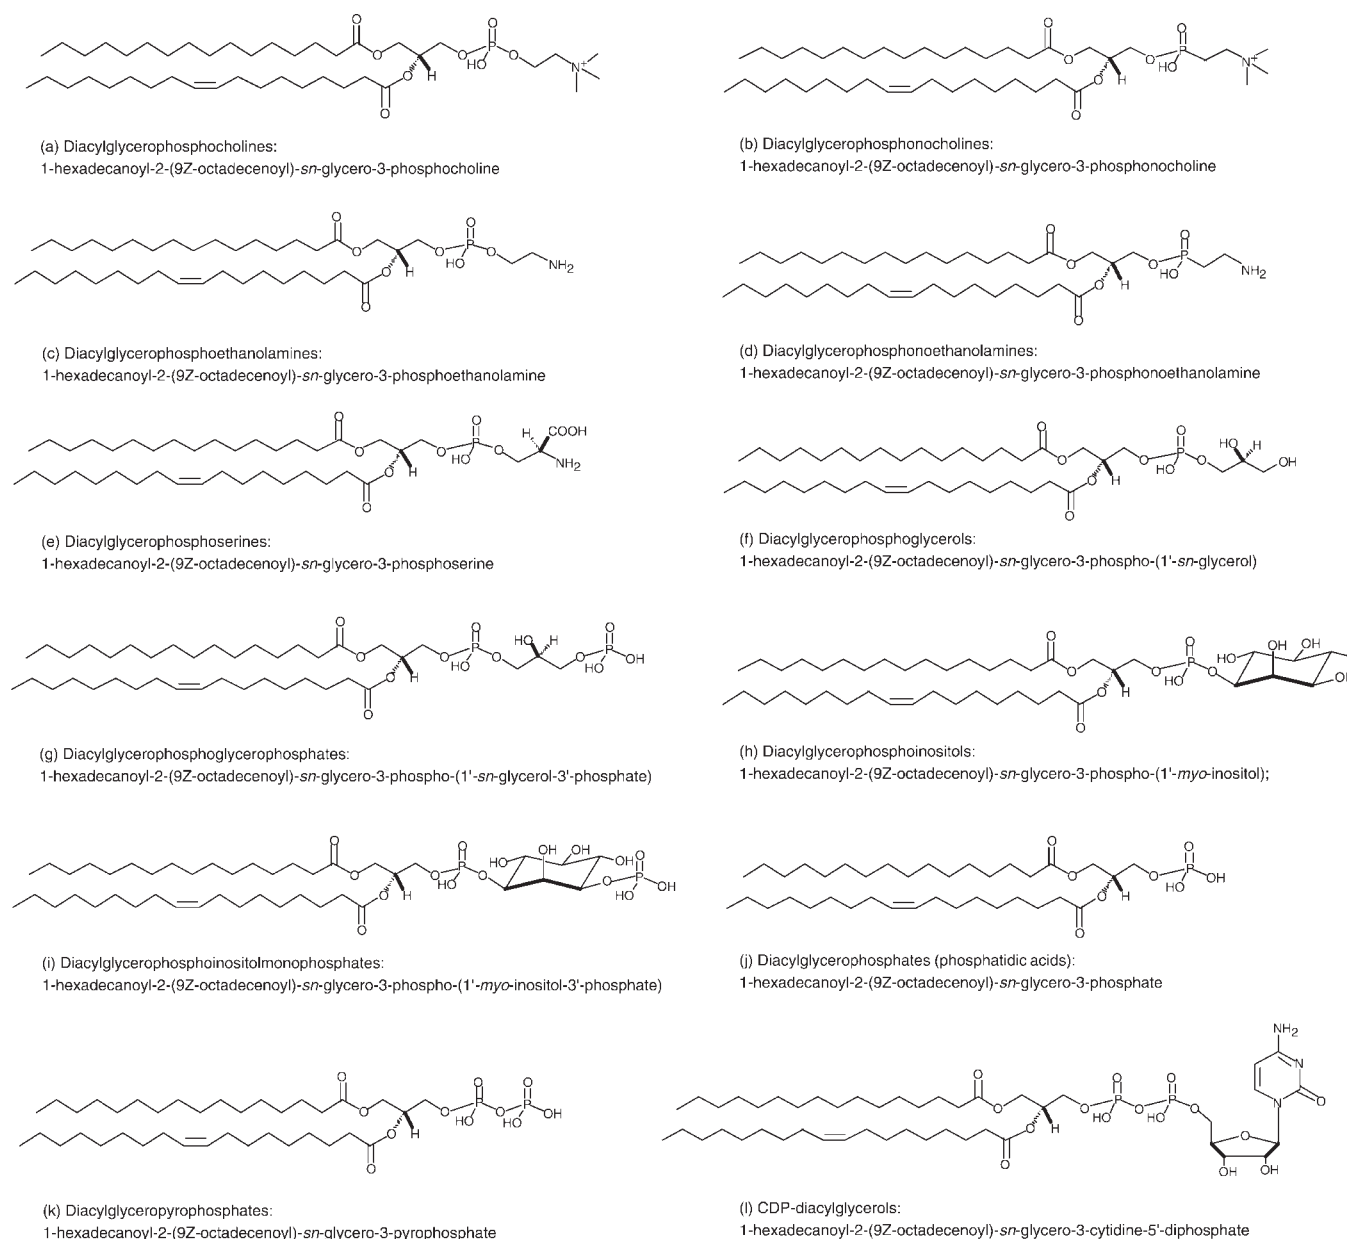 (a) Diacylglycerophosphocholines:
1-hexadecanoyl-2-(9Z-octadecenoyl)-sn-glycero-3-phosphocholine
(b) Diacylglycerophosphonocholines:
1-hexadecanoyl-2-(9Z-octadecenoyl)-sn-glycero-3-phosphonocholine
(c) Diacylglycerophosphoethanolamines:
1-hexadecanoyl-2-(9Z-octadecenoyl)-sn-glycero-3-phosphoethanolamine
(d) Diacylglycerophosphonoethanolamines:
1-hexadecanoyl-2-(9Z-octadecenoyl)-sn-glycero-3-phosphonoethanolamine
(e) Diacylglycerophosphoserines:
1-hexadecanoyl-2-(9Z-octadecenoyl)-sn-glycero-3-phosphoserine
(f) Diacylglycerophosphoglycerols:
1-hexadecanoyl-2-(9Z-octadecenoyl)-sn-glycero-3-phospho-(1'-sn-glycerol)
(g) Diacylglycerophosphoglycerophosphates:
1-hexadecanoyl-2-(9Z-octadecenoyl)-sn-glycero-3-phospho-(1'-sn-glycerol-3'-phosphate)
(h) Diacylglycerophosphoinositols:
1-hexadecanoyl-2-(9Z-octadecenoyl)-sn-glycero-3-phospho-(1'-myo-inositol);
(i) Diacylglycerophosphoinositolmonophosphates:
1-hexadecanoyl-2-(9Z-octadecenoyl)-sn-glycero-3-phospho-(1'-myo-inositol-3'-phosphate)
(j) Diacylglycerophosphates (phosphatidic acids):
1-hexadecanoyl-2-(9Z-octadecenoyl)-sn-glycero-3-phosphate
(k) Diacylglyceropyrophosphates:
1-hexadecanoyl-2-(9Z-octadecenoyl)-sn-glycero-3-pyrophosphate
(l) CDP-diacylglycerols:
1-hexadecanoyl-2-(9Z-octadecenoyl)-sn-glycero-3-cytidine-5'-diphosphate